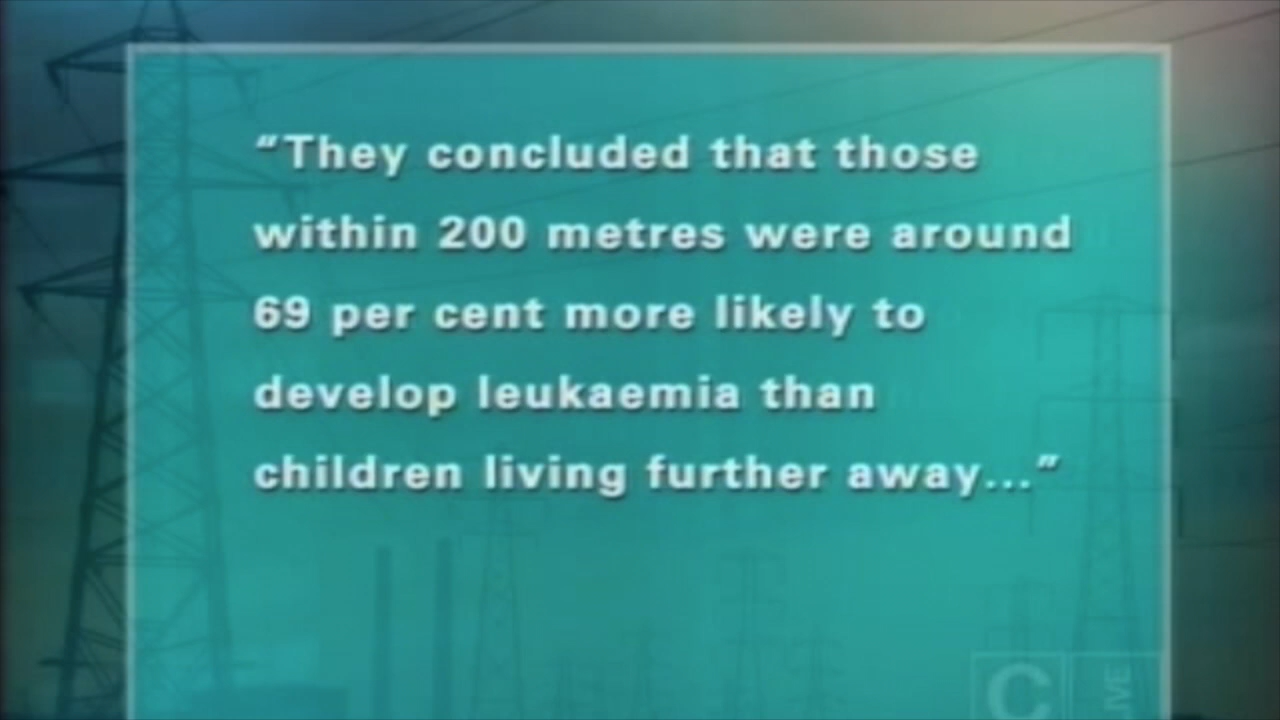 “They concluded that those
within 200 metres were around
69 per cent more likely to
develop leukaemia than
children living further away...”
C LIVE